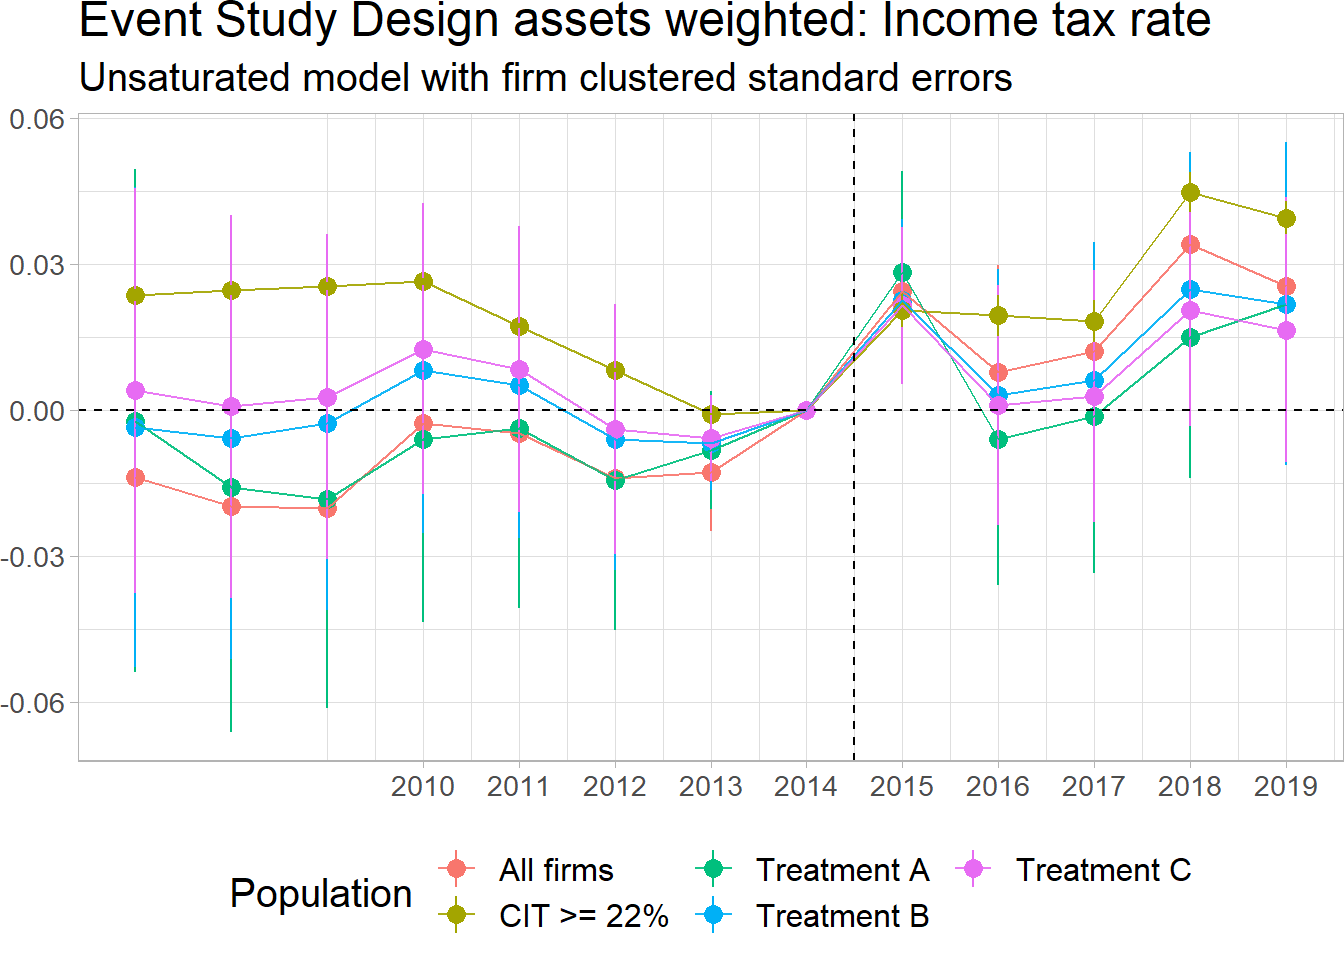 Event Study Design assets weighted: Income tax rate
Unsaturated model with firm clustered standard errors
0.06
0.03
0.00
-0.03
-0.06
2010 2011 2012 2013 2014 2015 2016 2017 2018 2019
Population
All firms Treatment A Treatment C
CIT >= 22% Treatment B